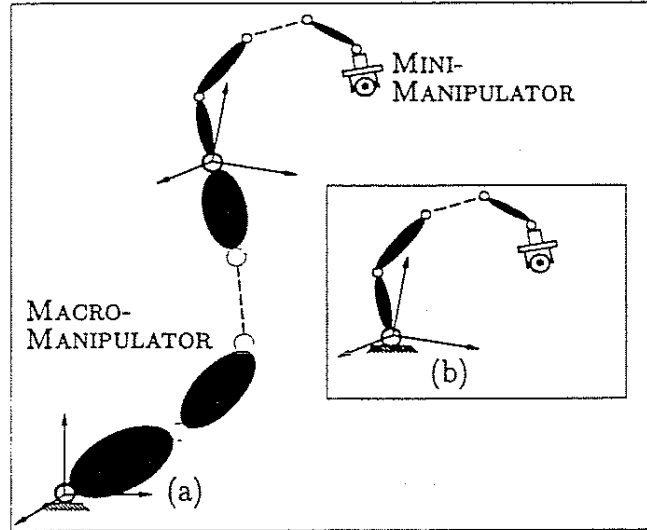 MINI-
MANIPULATOR
MACRO-
MANIPULATOR
(b)
(a)